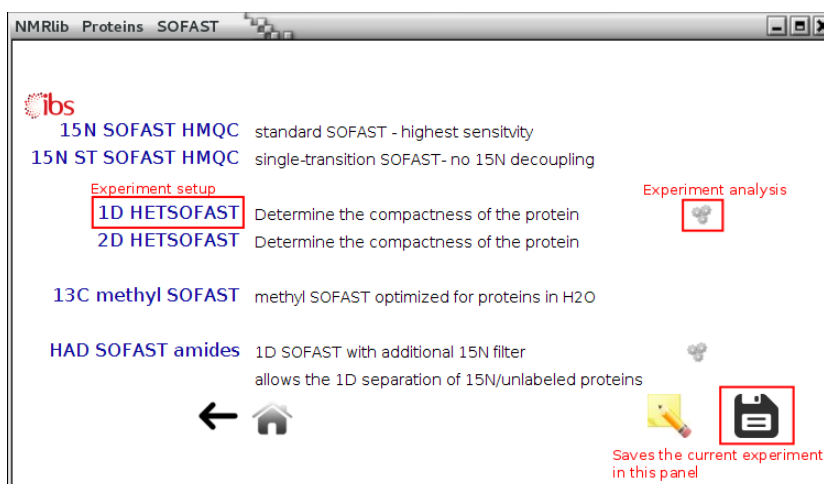 NMRlib Proteins SOFAST
ibs
15N SOFAST HMQC standard SOFAST - highest sensitvity
15N ST SOFAST HMQC single-transition SOFAST- no 15N decoupling
Experiment setup Experiment analysis
1D HETSOFAST Determine the compactness of the protein
2D HETSOFAST Determine the compactness of the protein
13C methyl SOFAST methyl SOFAST optimized for proteins in H2O
HAD SOFAST amides 1D SOFAST with additional 15N filter
allows the 1D separation of 15N/unlabeled proteins
Saves the current experiment
in this panel